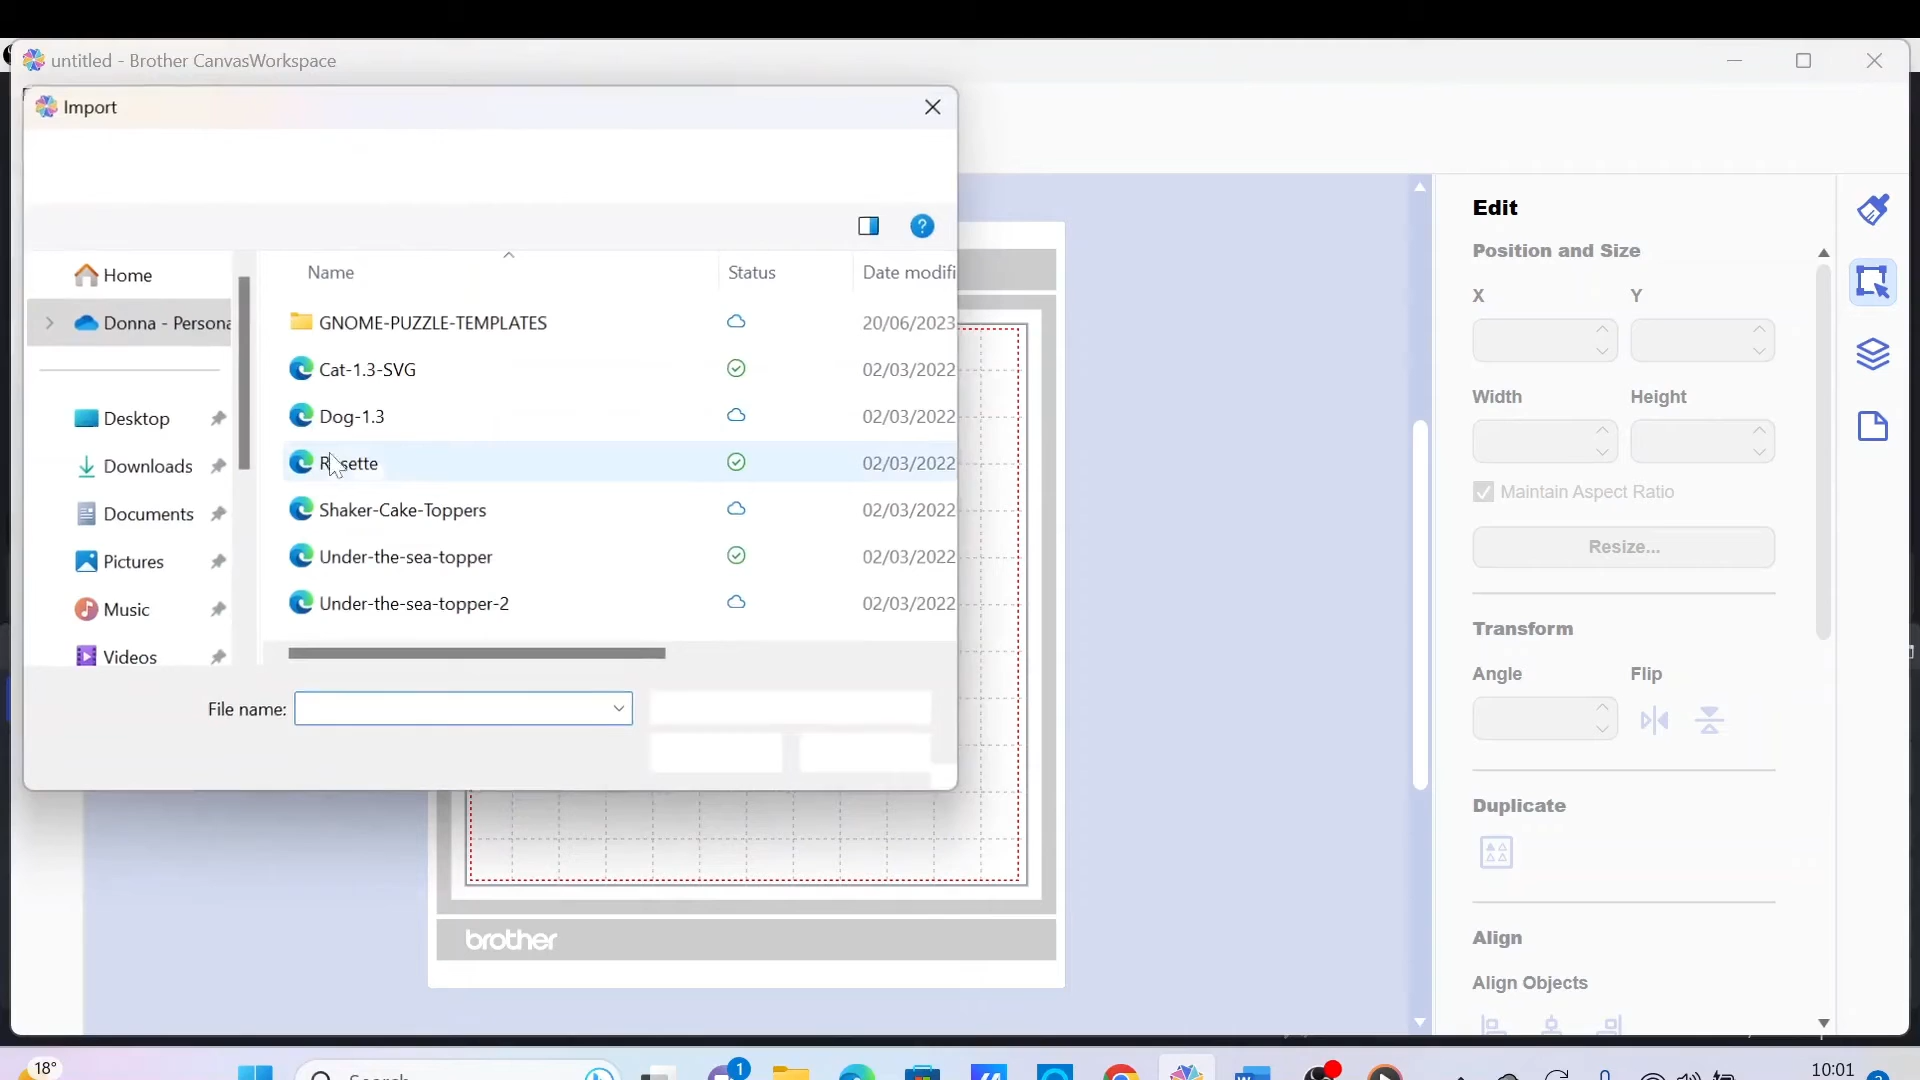 untitled - Brother CanvasWorkspace
Import
Home
Donna - Persona
Desktop
Downloads
Documents
Pictures
Music
Videos
Name
Status
Date modifi
GNOME-PUZZLE-TEMPLATES
20/06/2023
Cat-1.3-SVG
02/03/2022
Dog-1.3
02/03/2022
Rosette
02/03/2022
Shaker-Cake-Toppers
02/03/2022
Under-the-sea-topper
02/03/2022
Under-the-sea-topper-2
02/03/2022
File name:
brother
Edit
Position and Size
X
Y
Width
Height
Maintain Aspect Ratio
Resize...
Transform
Angle
Flip
Duplicate
Align
Align Objects
18°
Search
1
10:01